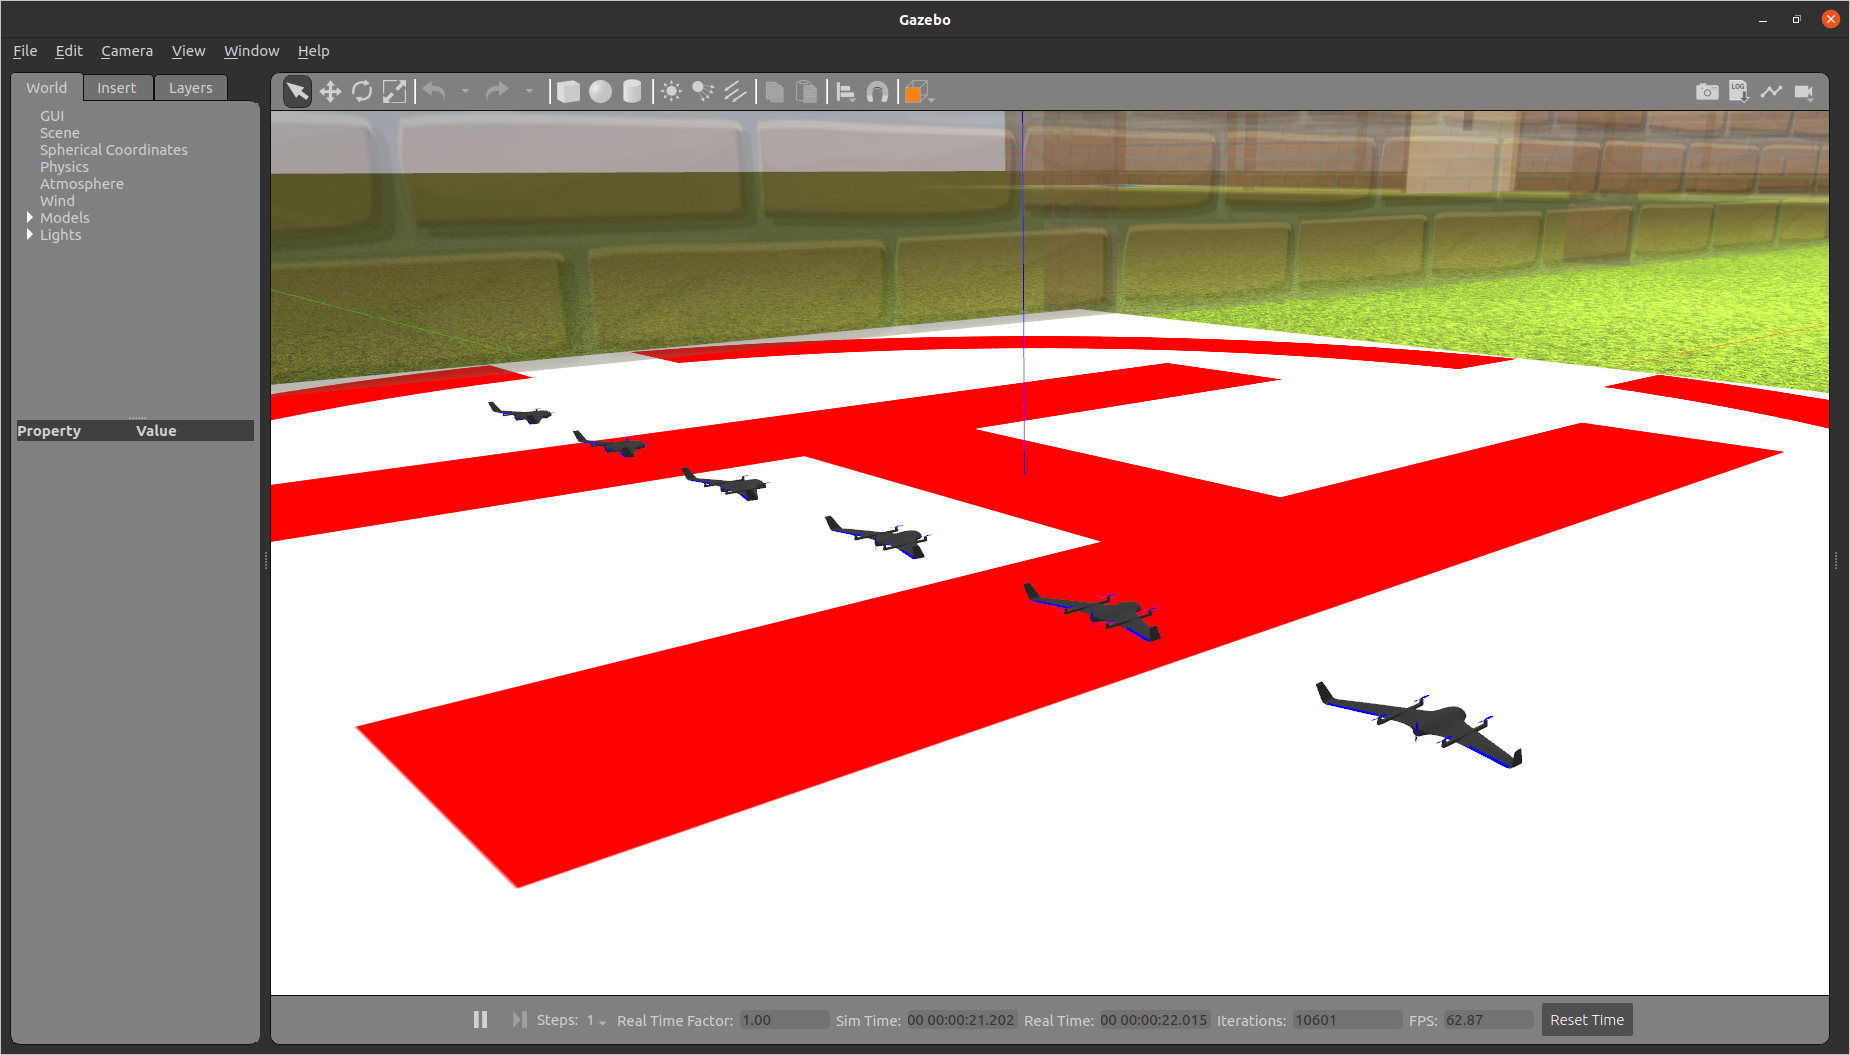 Gazebo
File Edit Camera View Window Help
World Insert Layers
LOG
GUI
Scene
Spherical Coordinates
Physics
Atmosphere
Wind
Models
Lights
Property Value
Steps: 1 Real Time Factor: 1.00 Sim Time: 00 00:00:21.202 Real Time: 00 00:00:22.015 Iterations: 10601 FPS: 62.87 Reset Time